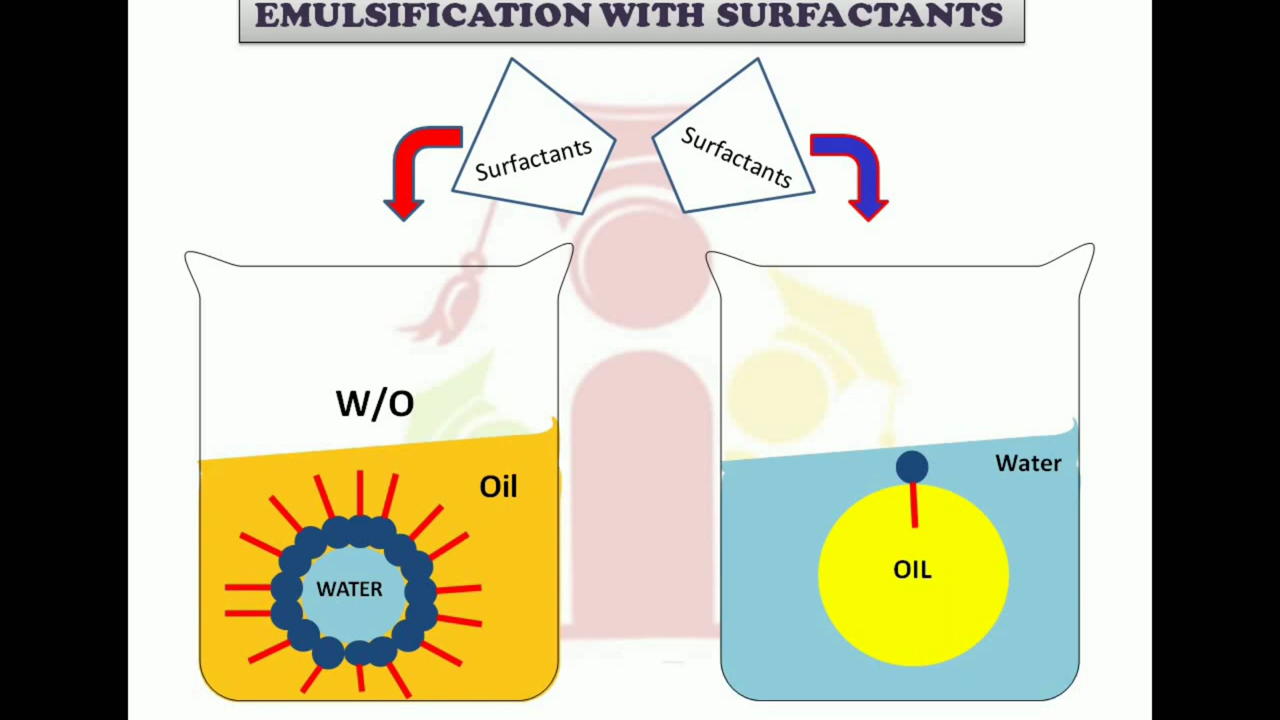 EMULSIFICATION WITH SURFACTANTS
Surfactants
Surfactants
W/O
Oil
WATER
Water
OIL